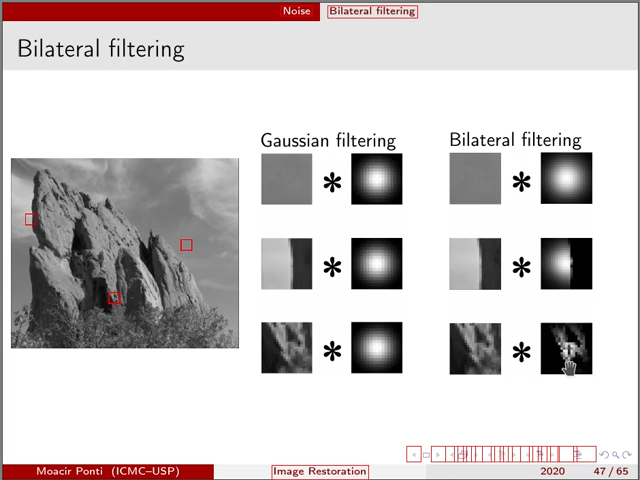 Noise Bilateral filtering
Bilateral filtering
Gaussian filtering Bilateral filtering
* *
* *
* *
Moacir Ponti (ICMC–USP) Image Restoration 2020 47 / 65